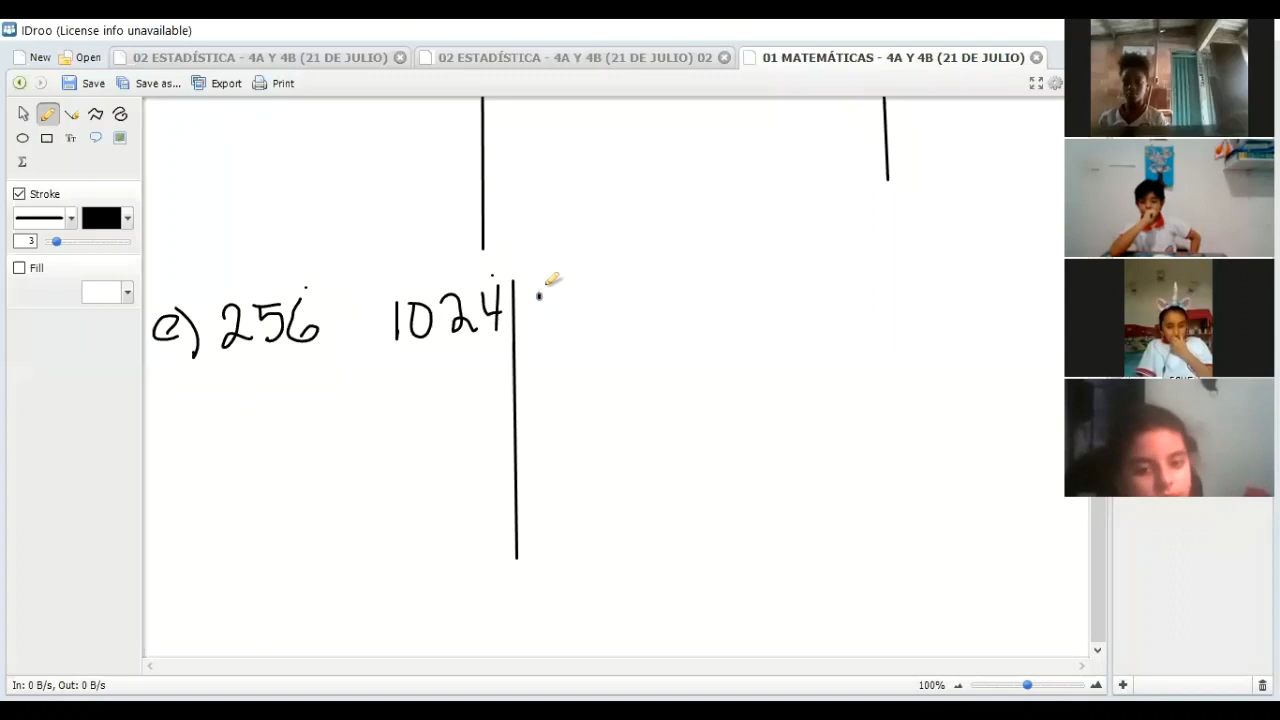 IDroo (License info unavailable)
New Open 02 ESTADÍSTICA - 4A Y 4B (21 DE JULIO) 02 ESTADÍSTICA - 4A Y 4B (21 DE JULIO) 02 01 MATEMÁTICAS - 4A Y 4B (21 DE JULIO)
Save Save as... Export Print
Tт
Σ
Stroke
3
Fill
e) 256 1024
In: 0 B/s, Out: 0 B/s 100%